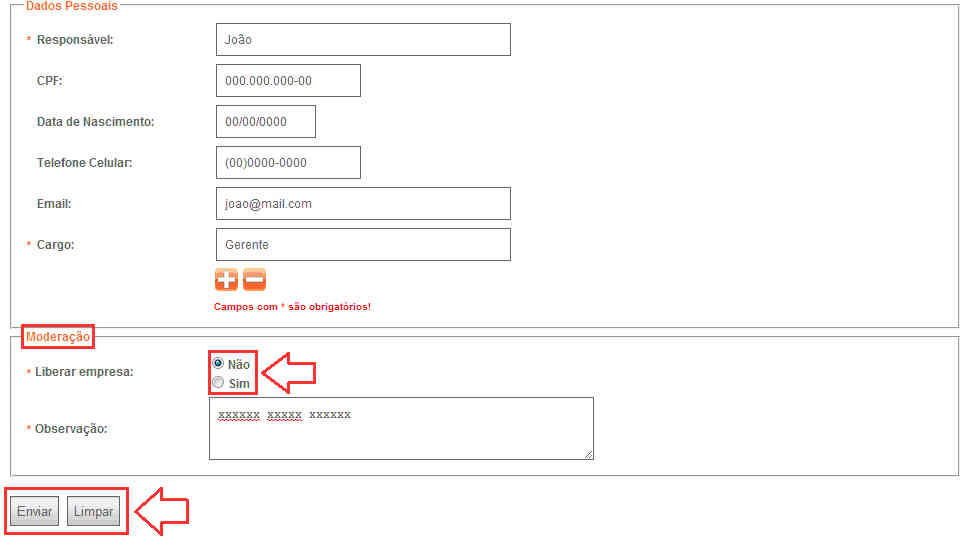 Dados Pessoais
* Responsável: João
CPF: 000.000.000-00
Data de Nascimento: 00/00/0000
Telefone Celular: (00)0000-0000
Email: joao@mail.com
* Cargo: Gerente
Campos com * são obrigatórios!
Moderação
* Liberar empresa: Não
Sim
* Observação: xxxxxx xxxxx xxxxxx
Enviar Limpar